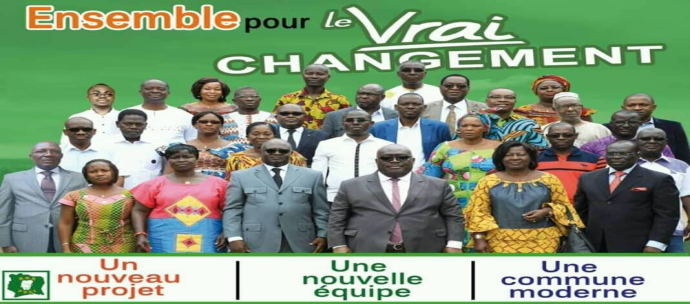 Ensemble pour le Vrai
CHANGEMENT
Un
nouveau
projet
Une
nouvelle
équipe
Une
commune
moderne